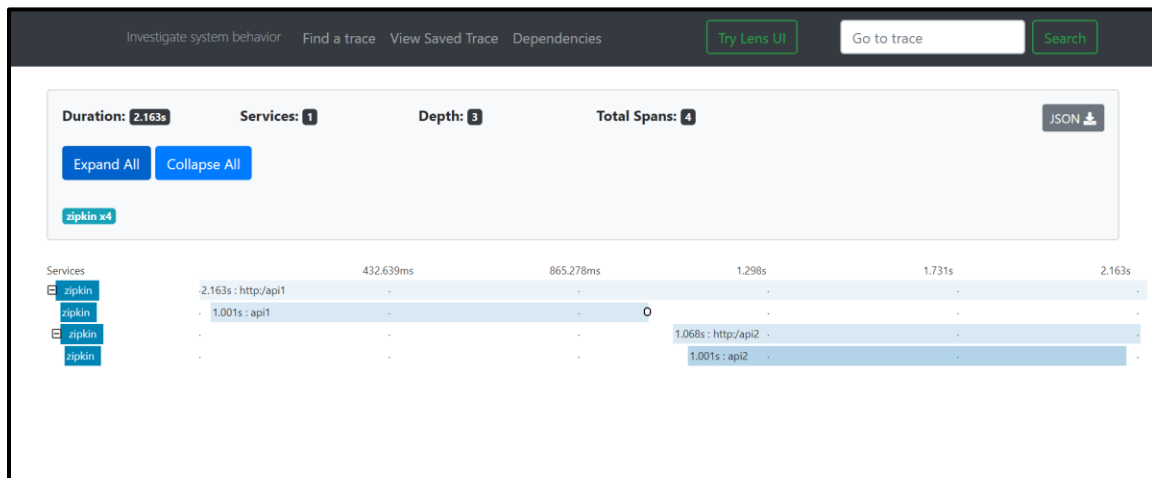 Investigate system behavior Find a trace View Saved Trace Dependencies Try Lens UI Go to trace Search
Duration: 2.163s Services: 1 Depth: 3 Total Spans: 4 JSON
Expand All Collapse All
zipkin x4
Services 432.639ms 865.278ms 1.298s 1.731s 2.163s
zipkin 2.163s : http:/api1
zipkin 1.001s : api1
zipkin 1.068s : http:/api2
zipkin 1.001s : api2